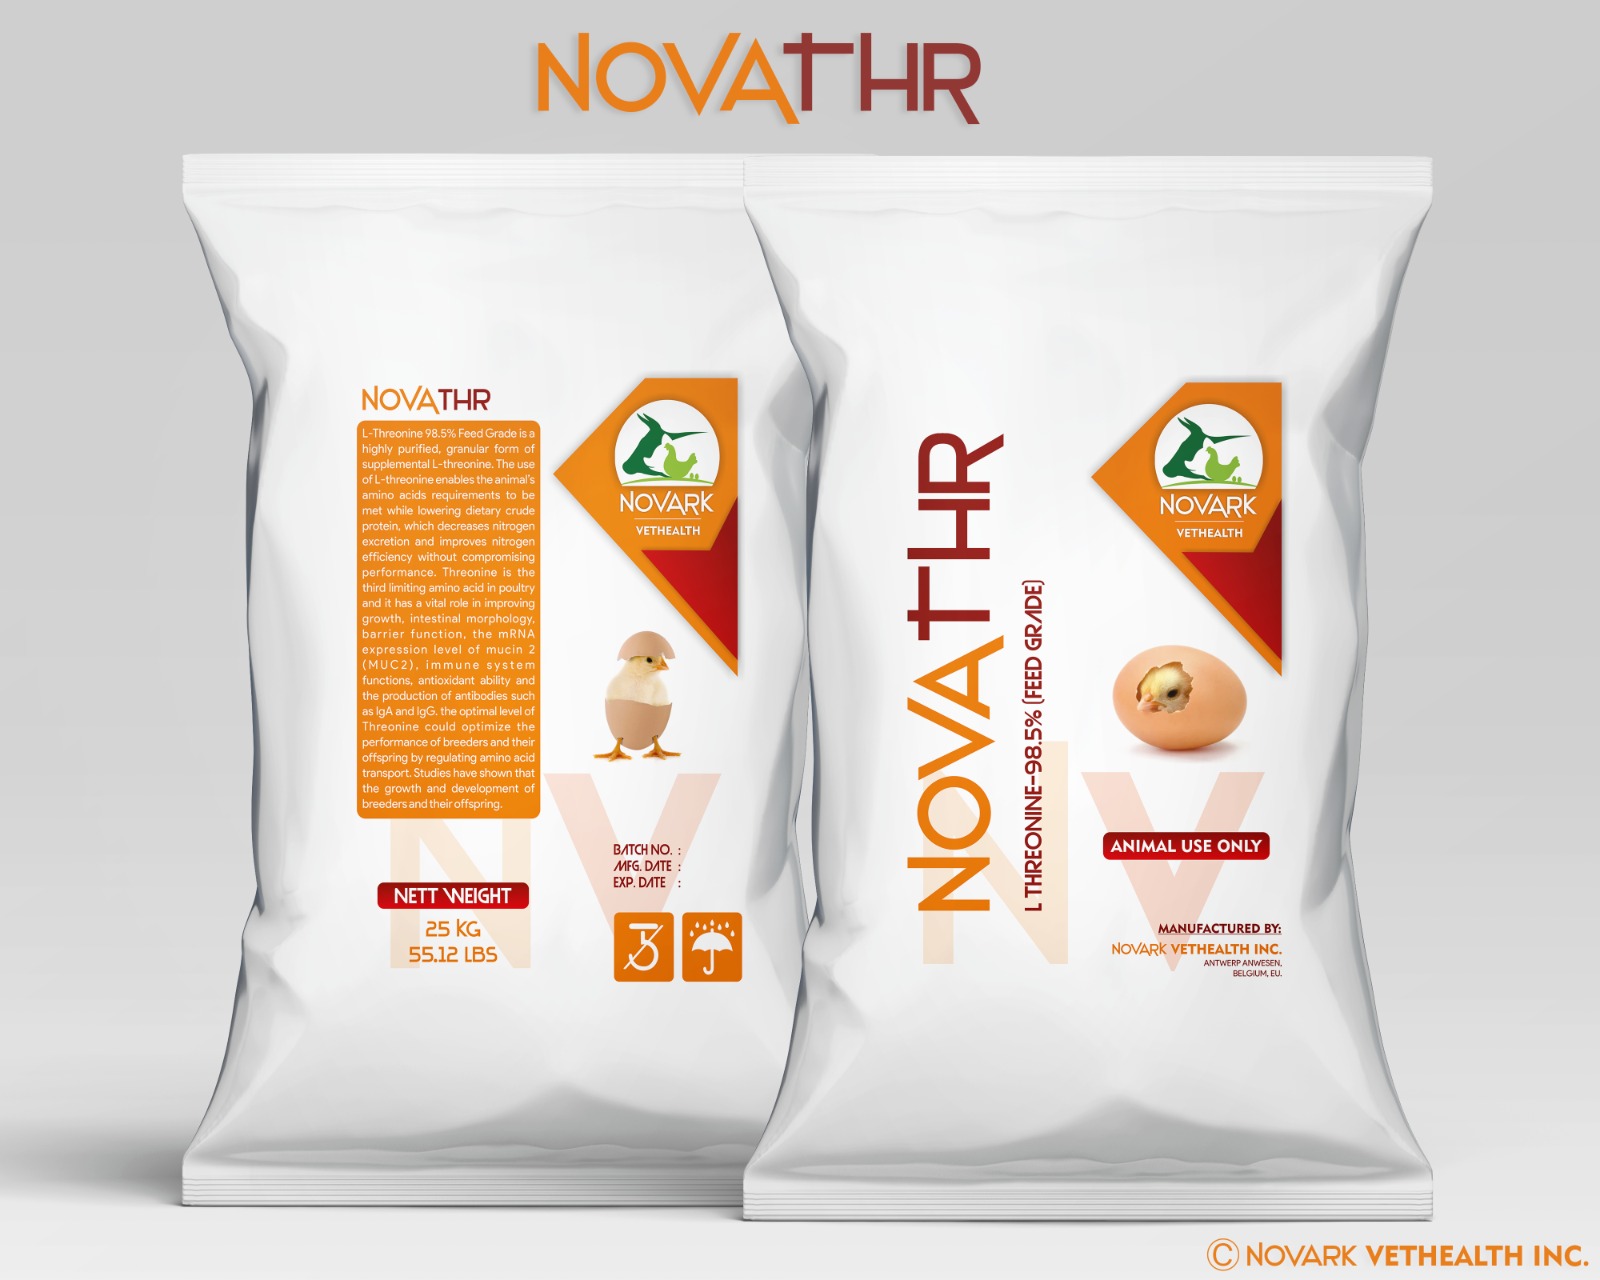 NOVATHR
NOVATHR
L-Threonine 98.5% Feed Grade is a
highly purified, granular form of
supplemental L-threonine. The use
of L-threonine enables the animal's
amino acids requirements to be
met while lowering dietary crude
protein, which decreases nitrogen
excretion and improves nitrogen
efficiency without compromising
performance. Threonine is the
third limiting amino acid in poultry
and it has a vital role in improving
growth, intestinal morphology,
barrier function, the mRNA
expression level of mucin 2
(MUC2), immune system
functions, antioxidant ability and
the production of antibodies such
as IgA and IgG. the optimal level of
Threonine could optimize the
performance of breeders and their
offspring by regulating amino acid
transport. Studies have shown that
the growth and development of
breeders and their offspring.
NOVARK
VETHEALTH
NV
NETT WEIGHT
25 KG
55.12 LBS
BATCH NO. :
MFG. DATE :
EXP. DATE :
NOVATHR
L THREONINE-98.5% (FEED GRADE)
NOVARK
VETHEALTH
NV
ANIMAL USE ONLY
MANUFACTURED BY:
NOVARK VETHEALTH INC.
ANTWERP ANWESEN,
BELGIUM, EU.
© NOVARK VETHEALTH INC.